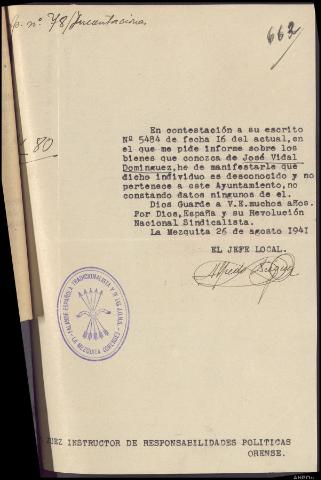 nº 78/Incautaciones
662
80
En contestación a su escrito
Nº 5484 de fecha 16 del actual,en
el que me pide informe sobre los
bienes que conozca de José Vidal
Dominguez,he de manifestarle que
dicho individuo es desconocido y no
pertenece a este Ayuntamiento,no
constando datos ningunos de el.
Dios Guarde a V.E.muchos años.
Por Dios,España y su Revolución
Nacional Sindicalista.
La Mezquita 26 de agosto 1941
EL JEFE LOCAL.
Alfredo
FALANGE ESPAÑOLA TRADICIONALISTA Y DE LAS J.O.N.S.
LA MEZQUITA (ORENSE)
JUEZ INSTRUCTOR DE RESPONSABILIDADES POLITICAS
ORENSE.